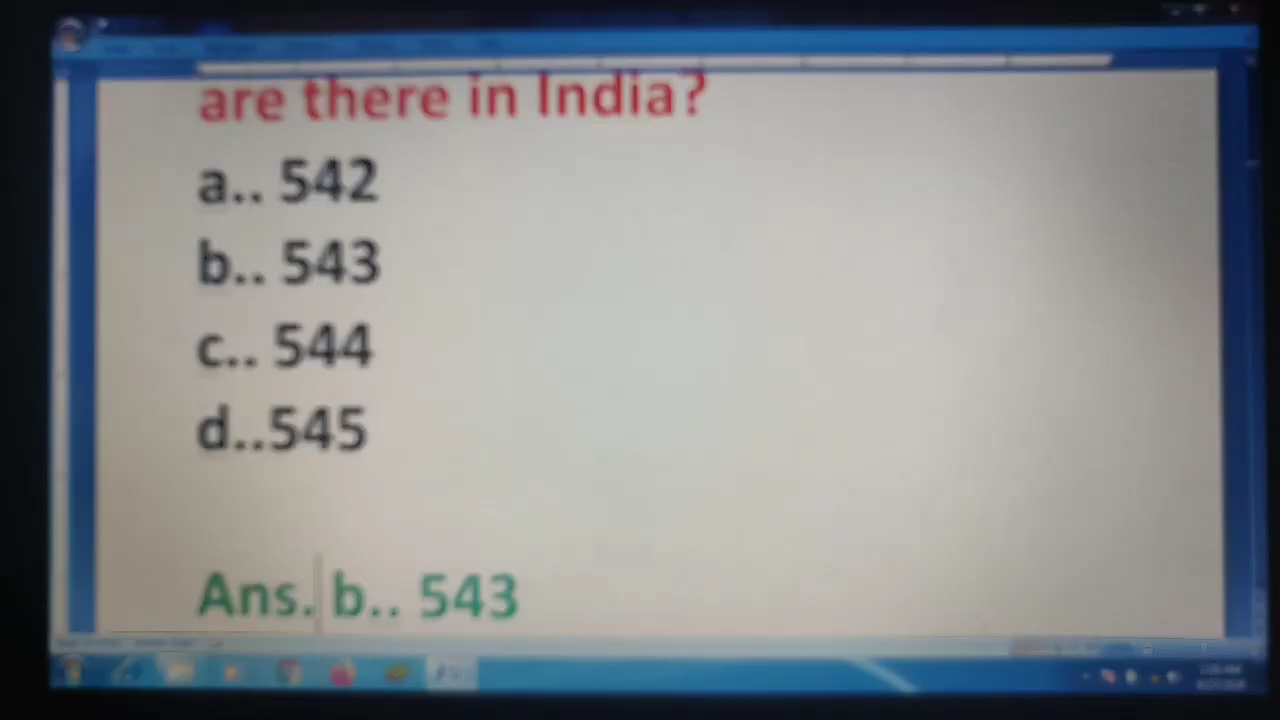 are there in India?
a.. 542
b.. 543
c.. 544
d..545
Ans. b.. 543